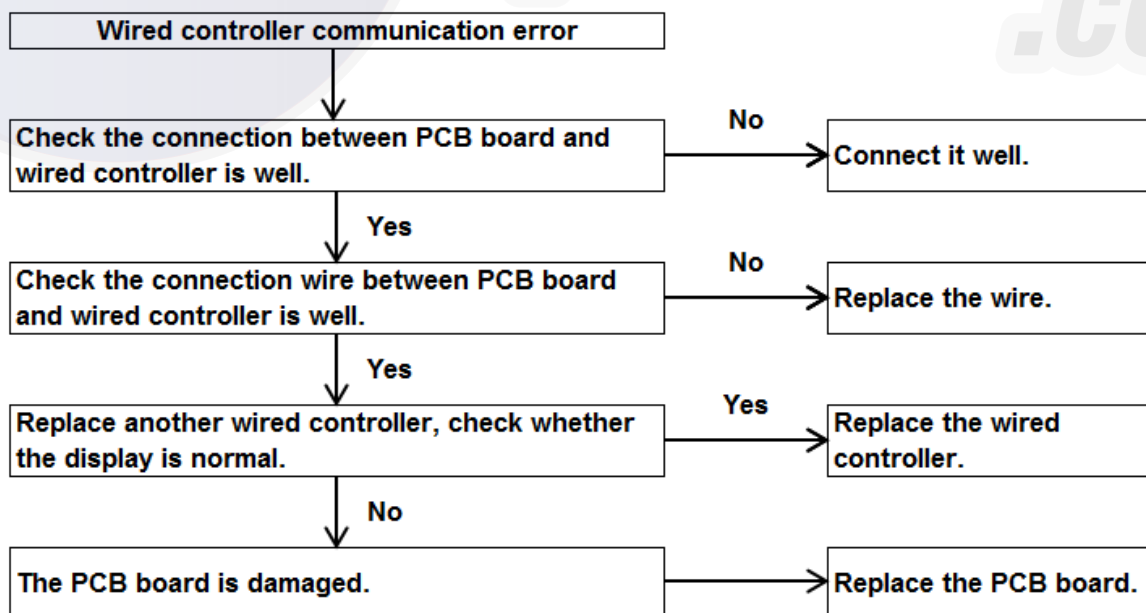 Wired controller communication error
Check the connection between PCB board and
wired controller is well.
No
Connect it well.
Yes
Check the connection wire between PCB board
and wired controller is well.
No
Replace the wire.
Yes
Replace another wired controller, check whether
the display is normal.
Yes
Replace the wired
controller.
No
The PCB board is damaged.
Replace the PCB board.